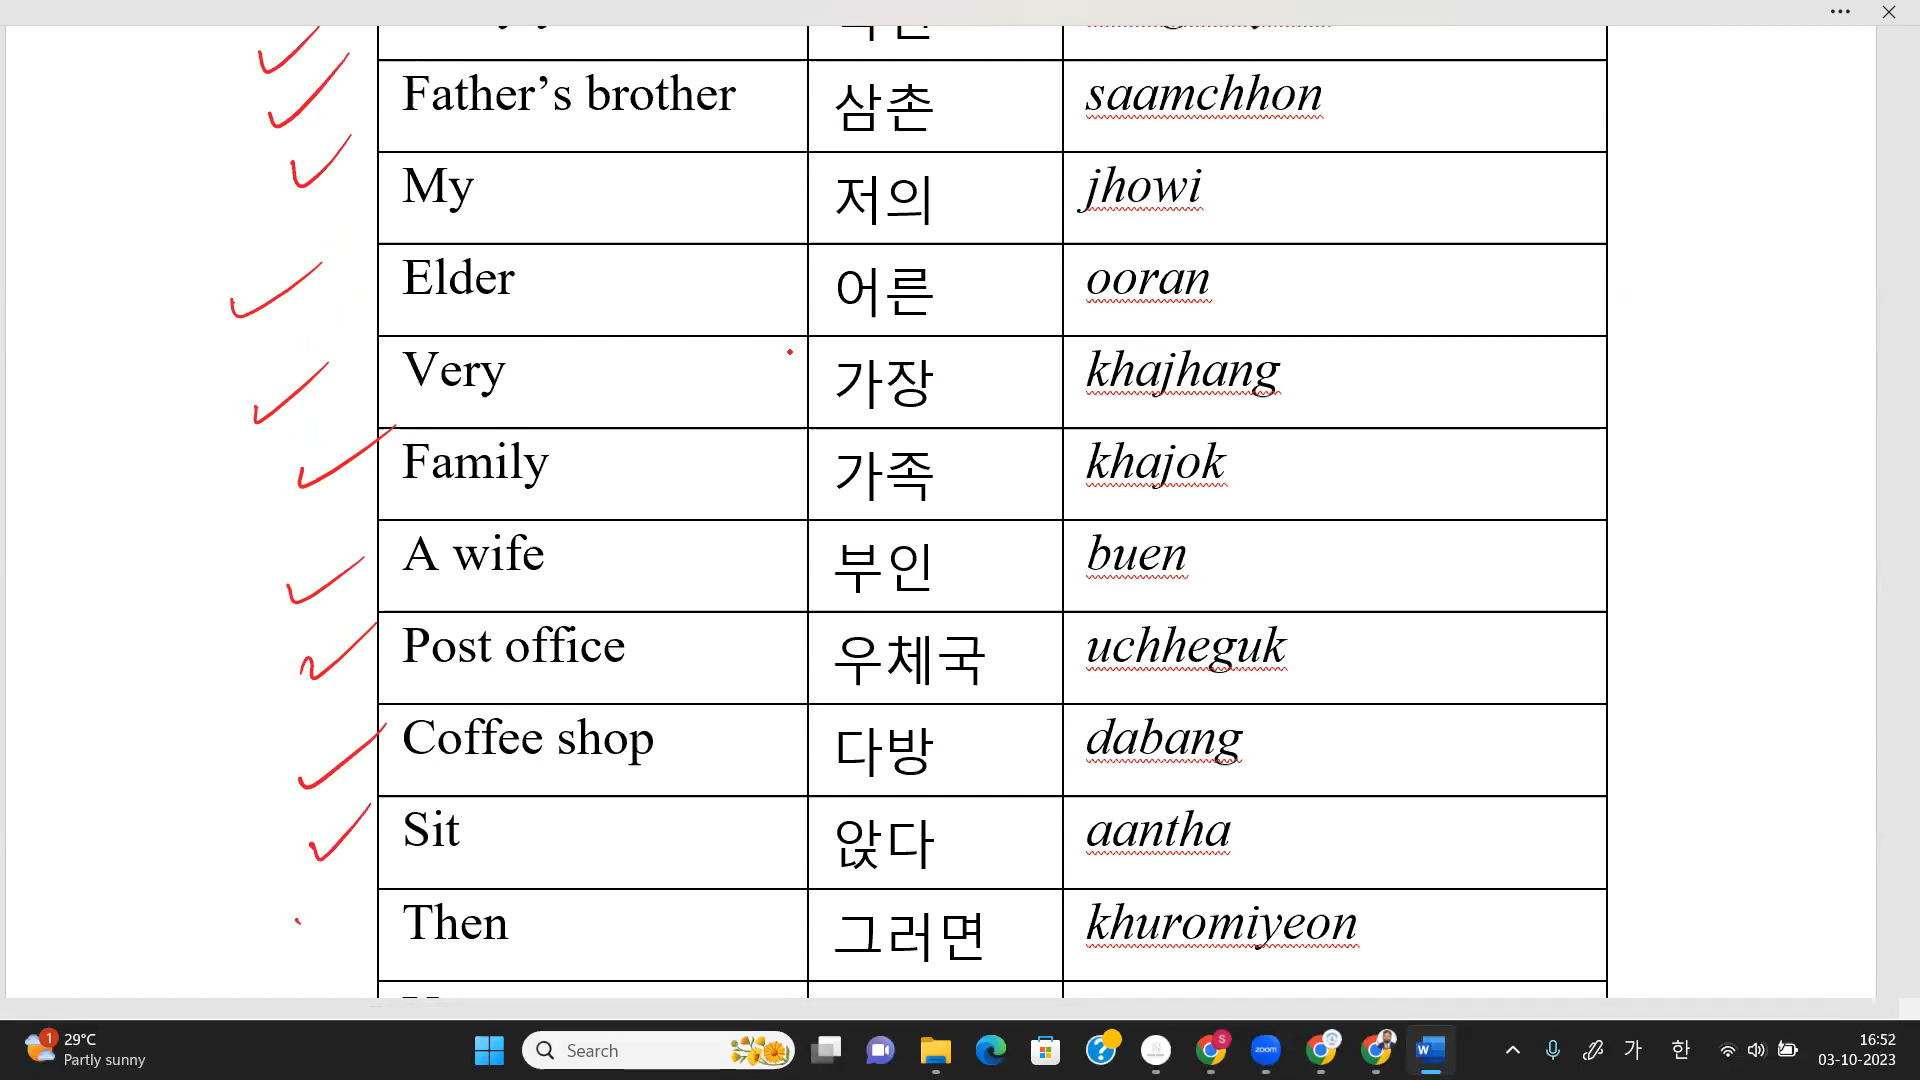 Father’s brother 삼촌 saamchhon
My 저의 jhowi
Elder 어른 ooran
Very 가장 khajhang
Family 가족 khajok
A wife 부인 buen
Post office 우체국 uchheguk
Coffee shop 다방 dabang
Sit 앉다 aantha
Then 그러면 khuromiyeon
1 29°C
Partly sunny
Search
S
zoom
W
가 한
16:52
03-10-2023